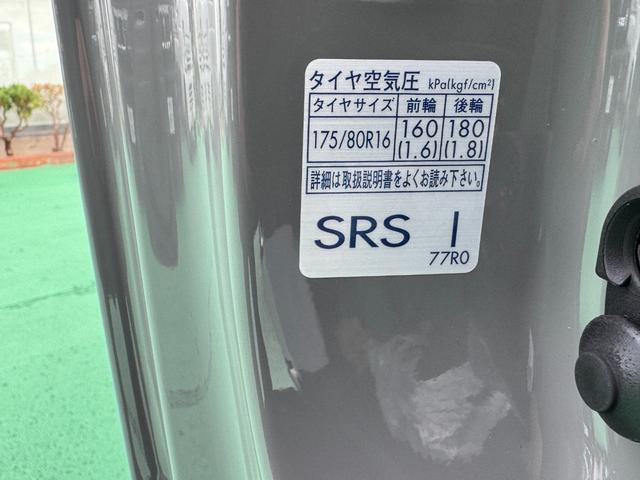 タイヤ空気圧 kPa(kgf/cm²)
タイヤサイズ 前輪 後輪
175/80R16 160 180
(1.6) (1.8)
詳細は取扱説明書をよくお読み下さい。
SRS I
77R0